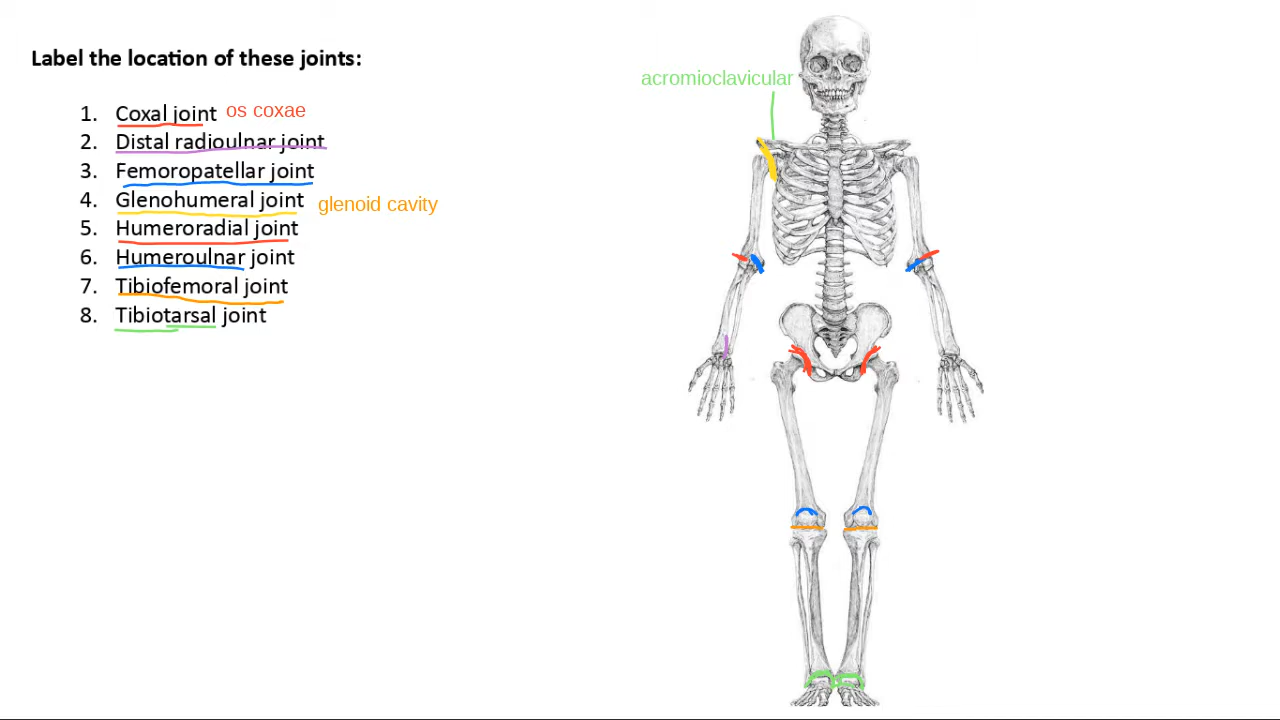 Label the location of these joints:
1. Coxal joint os coxae
2. Distal radioulnar joint
3. Femoropatellar joint
4. Glenohumeral joint glenoid cavity
5. Humeroradial joint
6. Humeroulnar joint
7. Tibiofemoral joint
8. Tibiotarsal joint
acromioclavicular